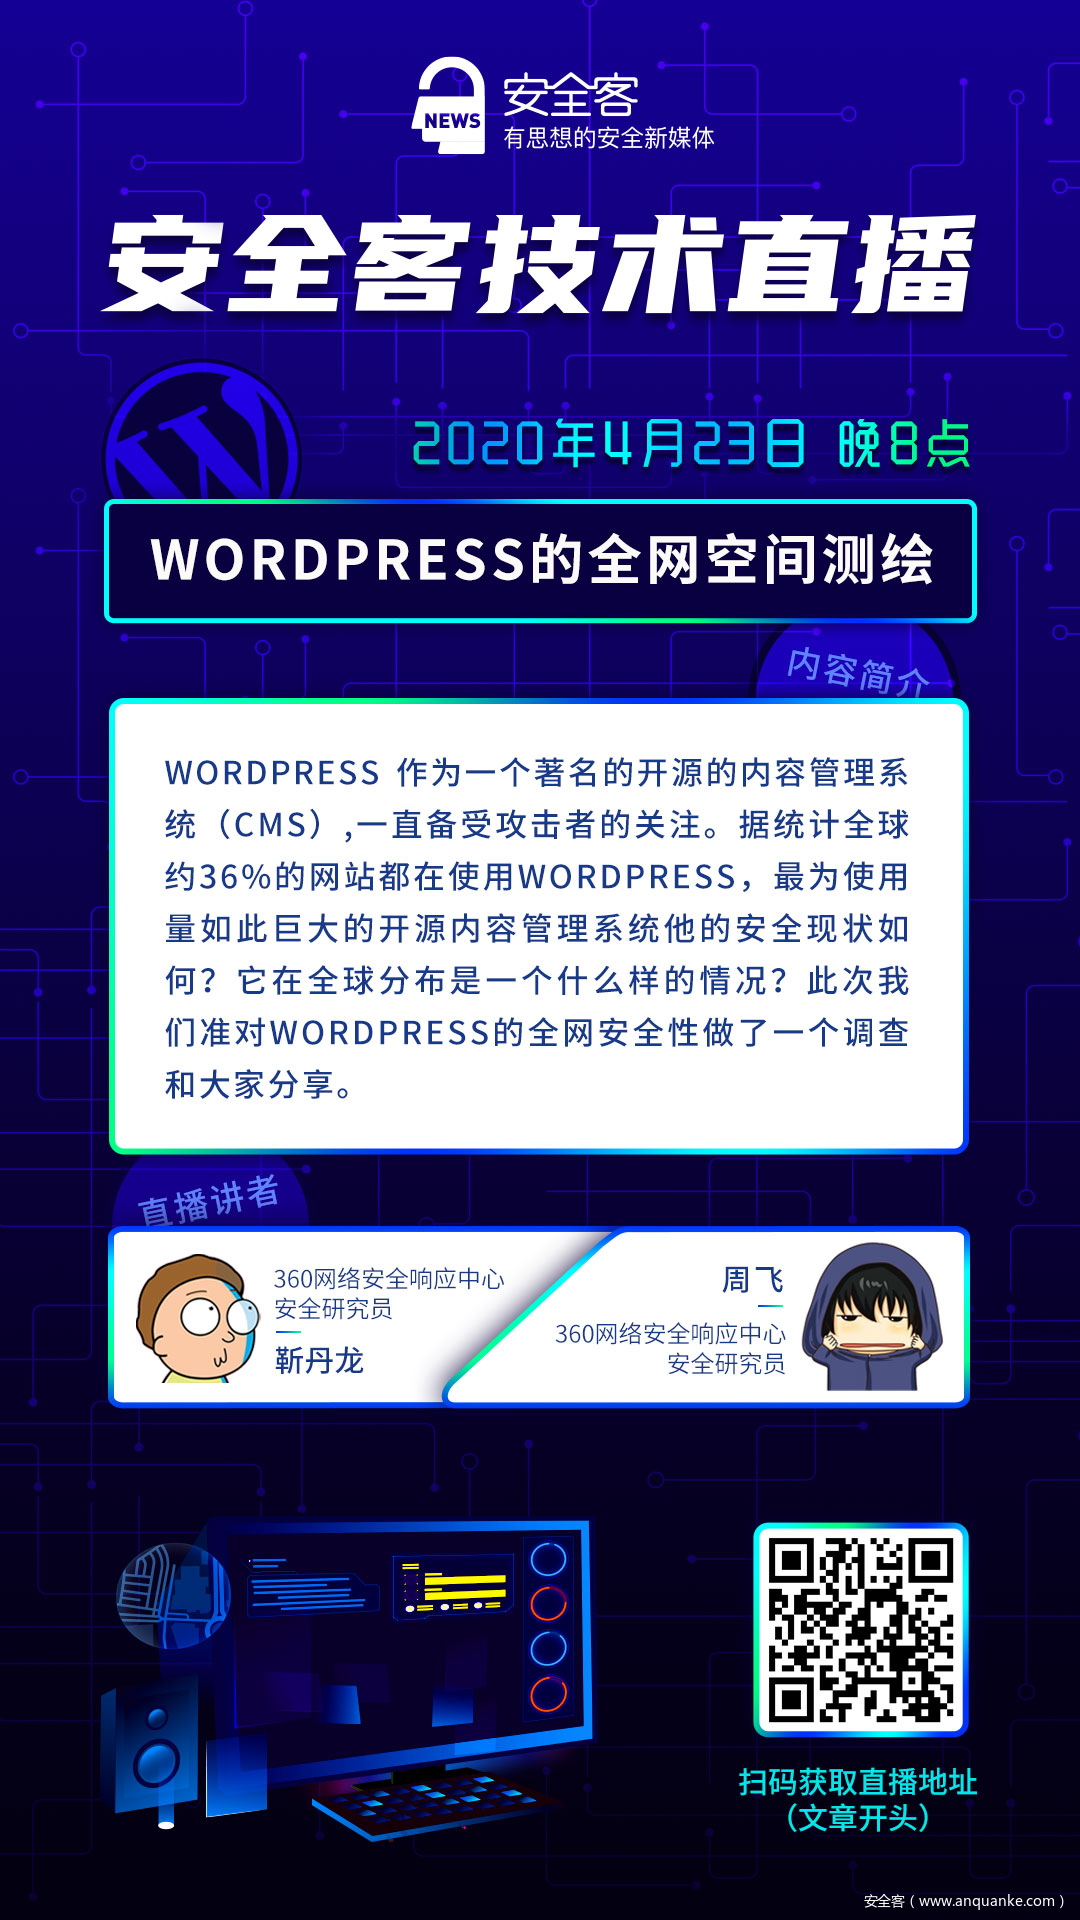 NEWS
安全客
有思想的安全新媒体
安全客技术直播
2020年4月23日 晚8点
WORDPRESS的全网空间测绘
内容简介
WORDPRESS 作为一个著名的开源的内容管理系
统（CMS）,一直备受攻击者的关注。据统计全球
约36%的网站都在使用WORDPRESS，最为使用
量如此巨大的开源内容管理系统他的安全现状如
何？它在全球分布是一个什么样的情况？此次我
们准对WORDPRESS的全网安全性做了一个调查
和大家分享。
直播讲者
360网络安全响应中心
安全研究员
靳丹龙
周飞
360网络安全响应中心
安全研究员
扫码获取直播地址
（文章开头）
安全客（www.anquanke.com）